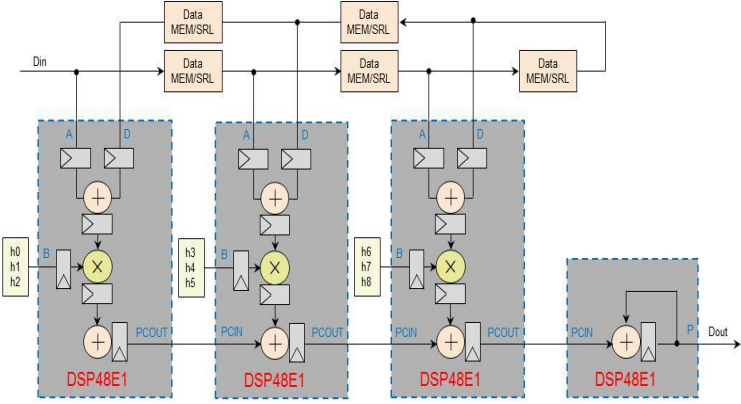 Data
MEM/SRL
Data
MEM/SRL
Din
Data
MEM/SRL
Data
MEM/SRL
Data
MEM/SRL
A
D
A
D
A
D
h0
h1
h2
B
X
h3
h4
h5
B
X
h6
h7
h8
B
X
+
+
+
+
+
+
+
PCOUT
PCIN
PCOUT
PCIN
PCOUT
PCIN
P
Dout
DSP48E1
DSP48E1
DSP48E1
DSP48E1